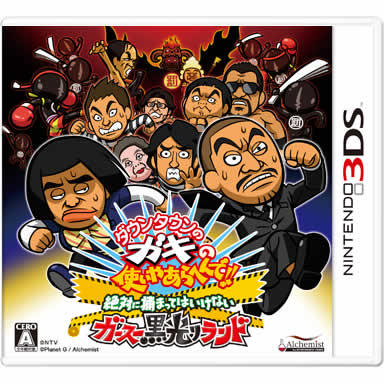 NINTENDO 3DS
ダウンタウンの
ガキの
使いやあらへんで!!
絶対に捕まってはいけない
ガースー黒光りランド
CERO
A
©NTV
©Planet G / Alchemist
Alchemist